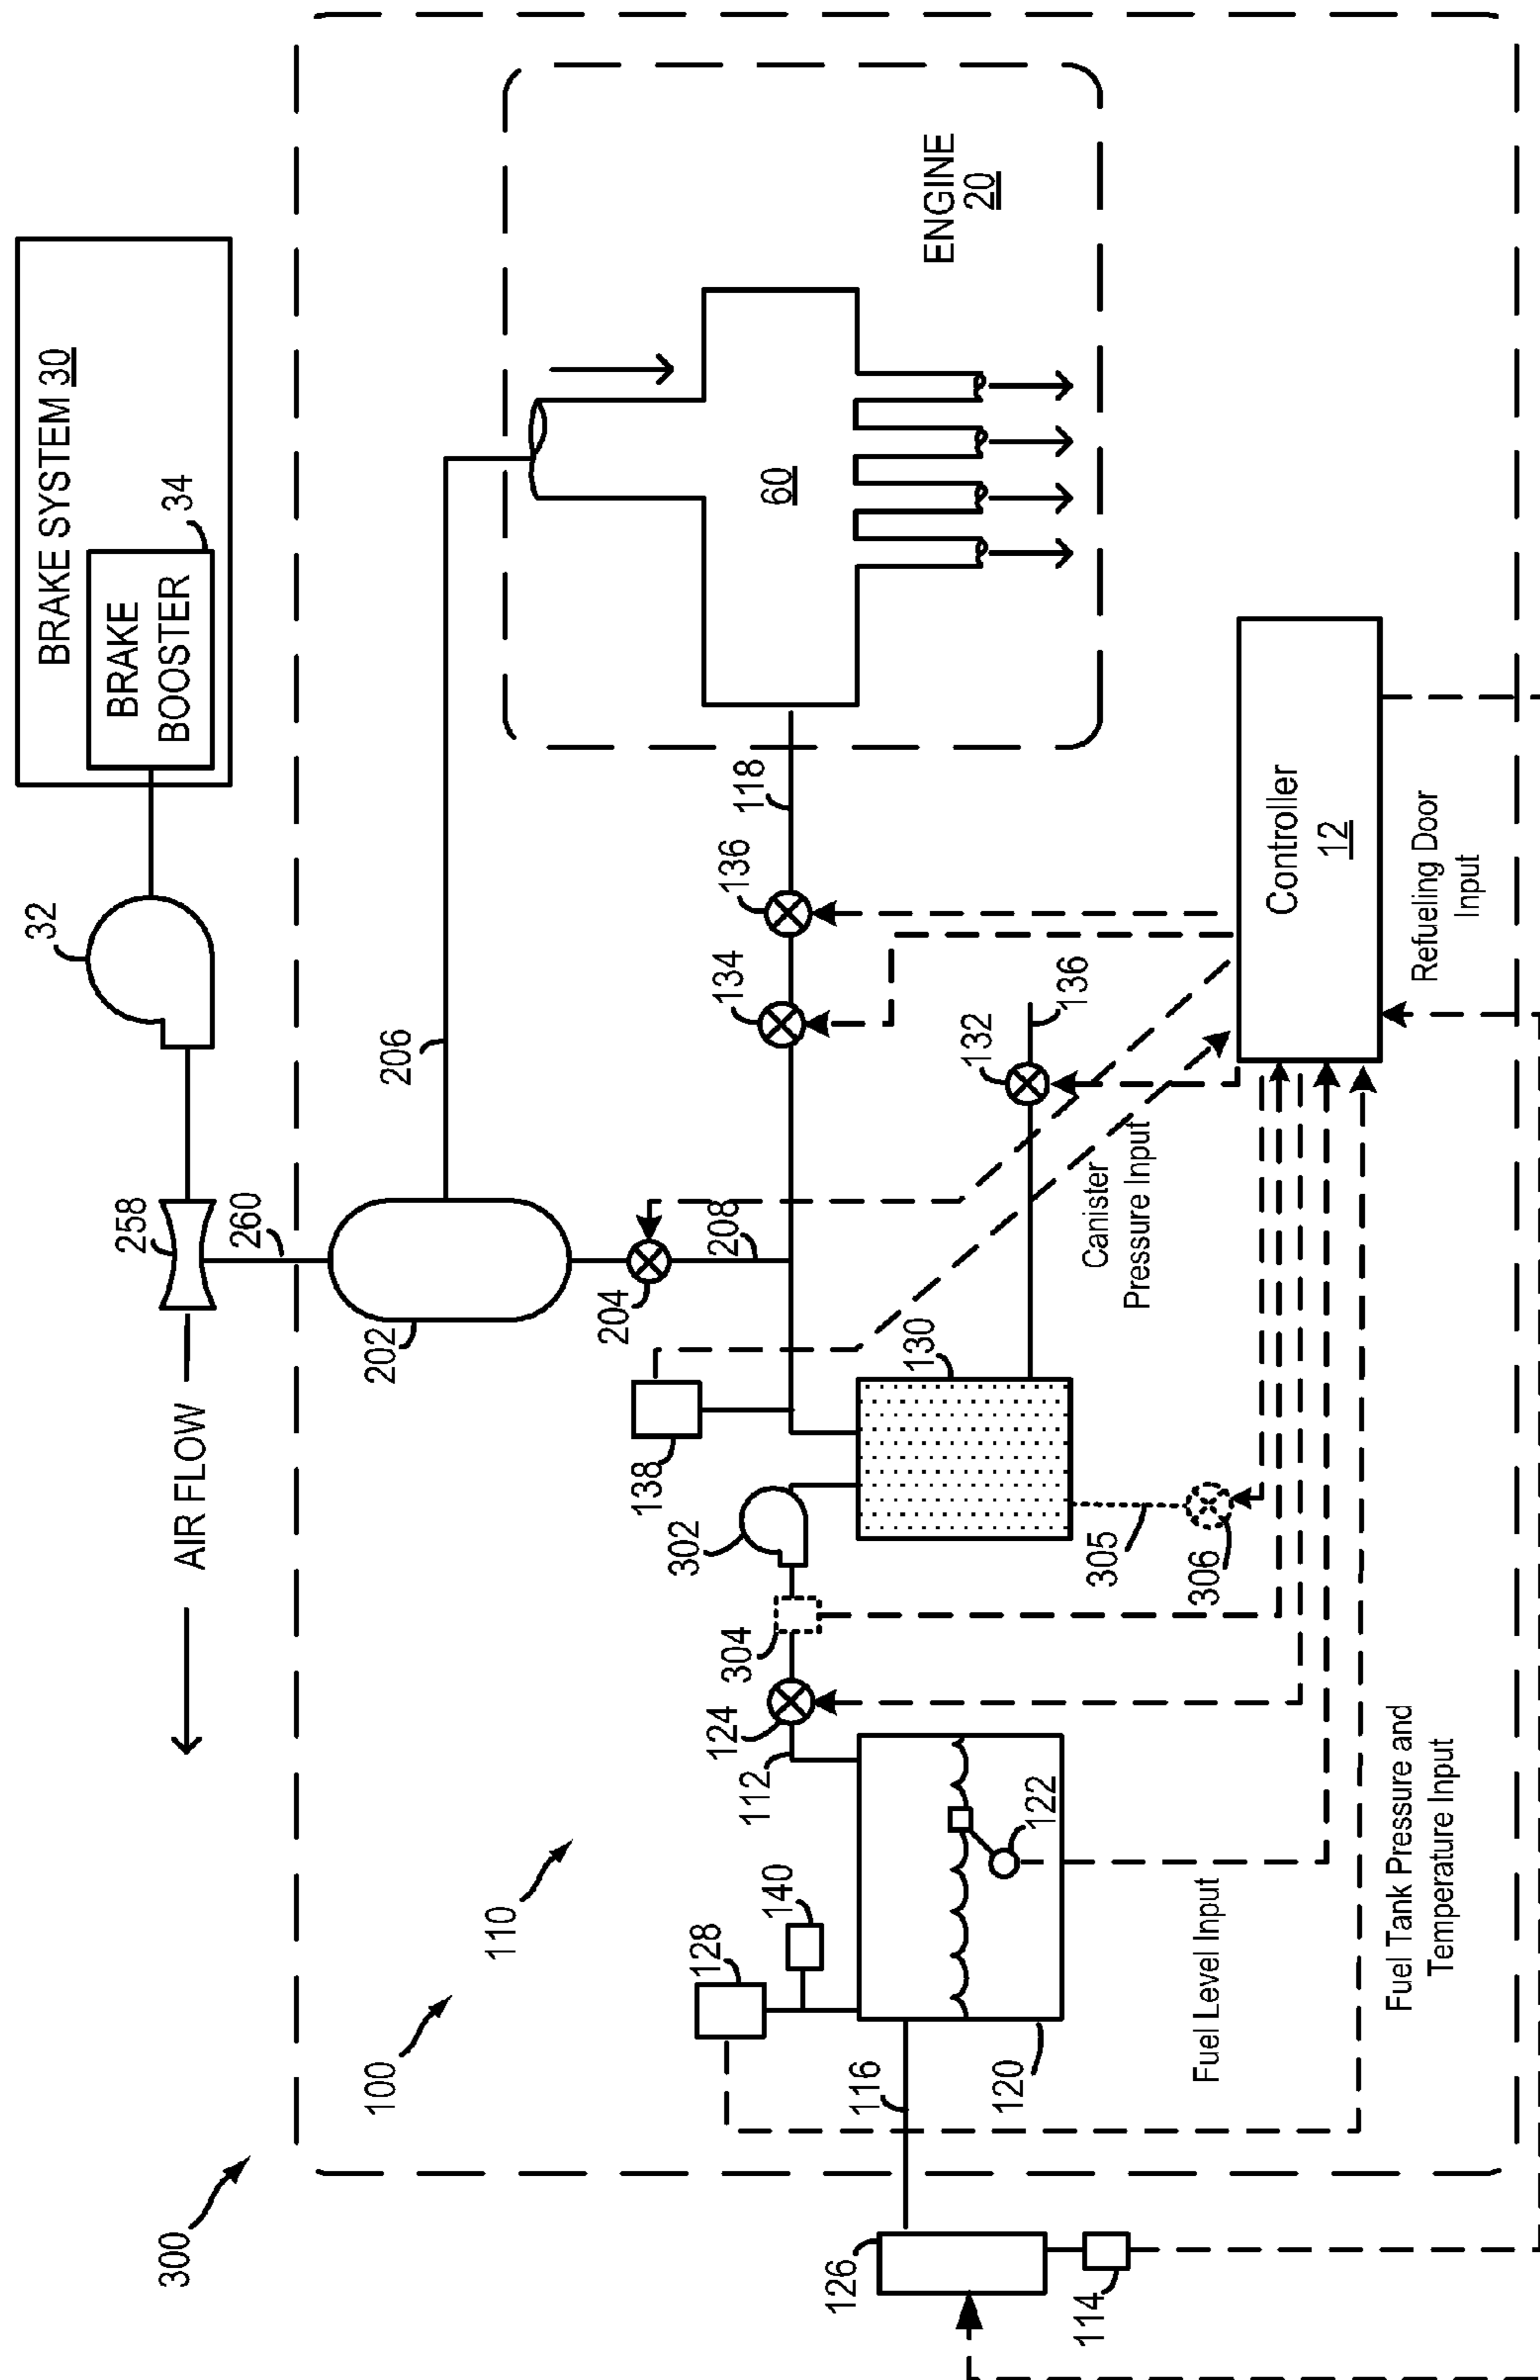 300
100
110
AIR FLOW
258
260
202
204
208
206
32
BRAKE SYSTEM 30
BRAKE
BOOSTER
34
ENGINE
20
60
118
136
134
132
136
138
130
302
304
124
112
305
306
128
140
122
120
116
126
114
Canister
Pressure Input
Controller
12
Refueling Door
Input
Fuel Level Input
Fuel Tank Pressure and
Temperature Input